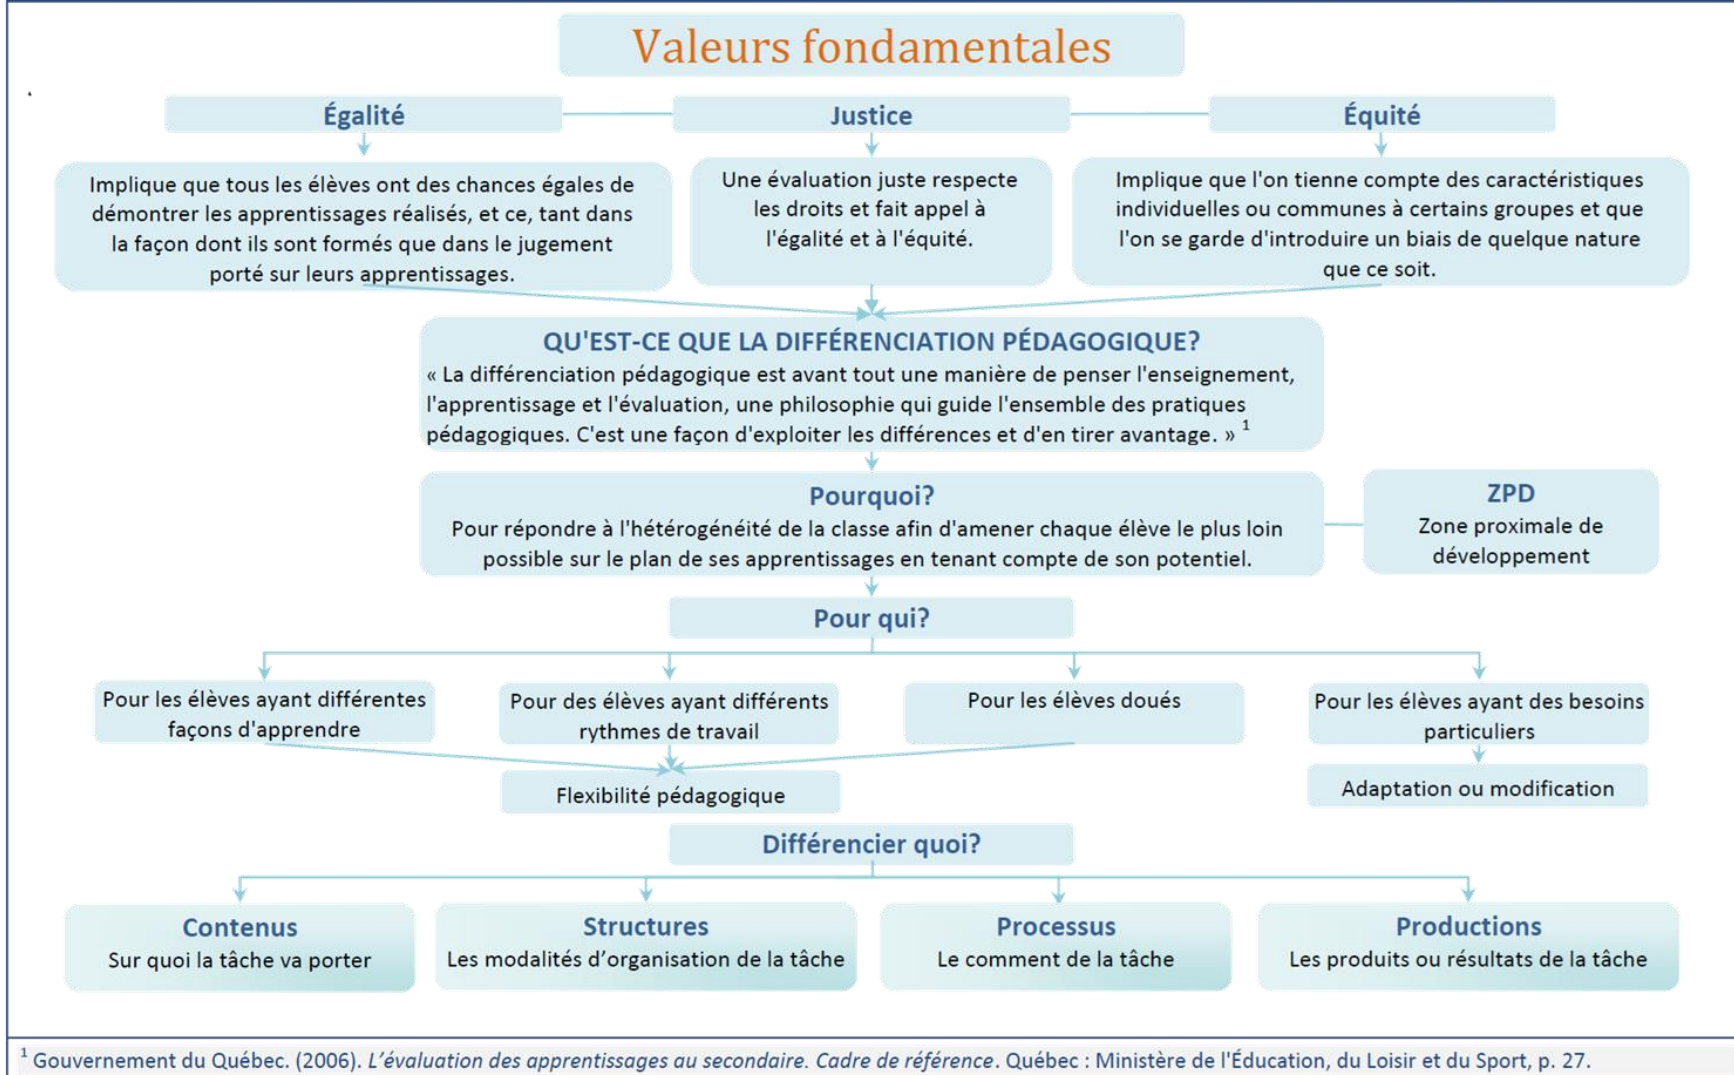 Valeurs fondamentales
Égalité
Justice
Équité
Implique que tous les élèves ont des chances égales de
démontrer les apprentissages réalisés, et ce, tant dans
la façon dont ils sont formés que dans le jugement
porté sur leurs apprentissages.
Une évaluation juste respecte
les droits et fait appel à
l'égalité et à l'équité.
Implique que l'on tienne compte des caractéristiques
individuelles ou communes à certains groupes et que
l'on se garde d'introduire un biais de quelque nature
que ce soit.
QU'EST-CE QUE LA DIFFÉRENCIATION PÉDAGOGIQUE?
« La différenciation pédagogique est avant tout une manière de penser l'enseignement,
l'apprentissage et l'évaluation, une philosophie qui guide l'ensemble des pratiques
pédagogiques. C'est une façon d'exploiter les différences et d'en tirer avantage. » 1
Pourquoi?
Pour répondre à l'hétérogénéité de la classe afin d'amener chaque élève le plus loin
possible sur le plan de ses apprentissages en tenant compte de son potentiel.
ZPD
Zone proximale de
développement
Pour qui?
Pour les élèves ayant différentes
façons d'apprendre
Pour des élèves ayant différents
rythmes de travail
Pour les élèves doués
Pour les élèves ayant des besoins
particuliers
Flexibilité pédagogique
Adaptation ou modification
Différencier quoi?
Contenus
Sur quoi la tâche va porter
Structures
Les modalités d’organisation de la tâche
Processus
Le comment de la tâche
Productions
Les produits ou résultats de la tâche
1 Gouvernement du Québec. (2006). L’évaluation des apprentissages au secondaire. Cadre de référence. Québec : Ministère de l'Éducation, du Loisir et du Sport, p. 27.